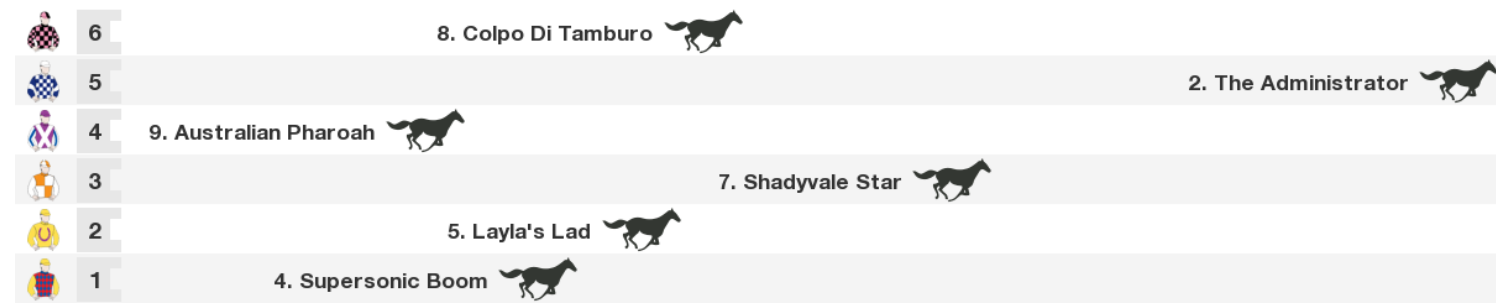 6 8. Colpo Di Tamburo
5 2. The Administrator
4 9. Australian Pharoah
3 7. Shadyvale Star
2 5. Layla's Lad
1 4. Supersonic Boom